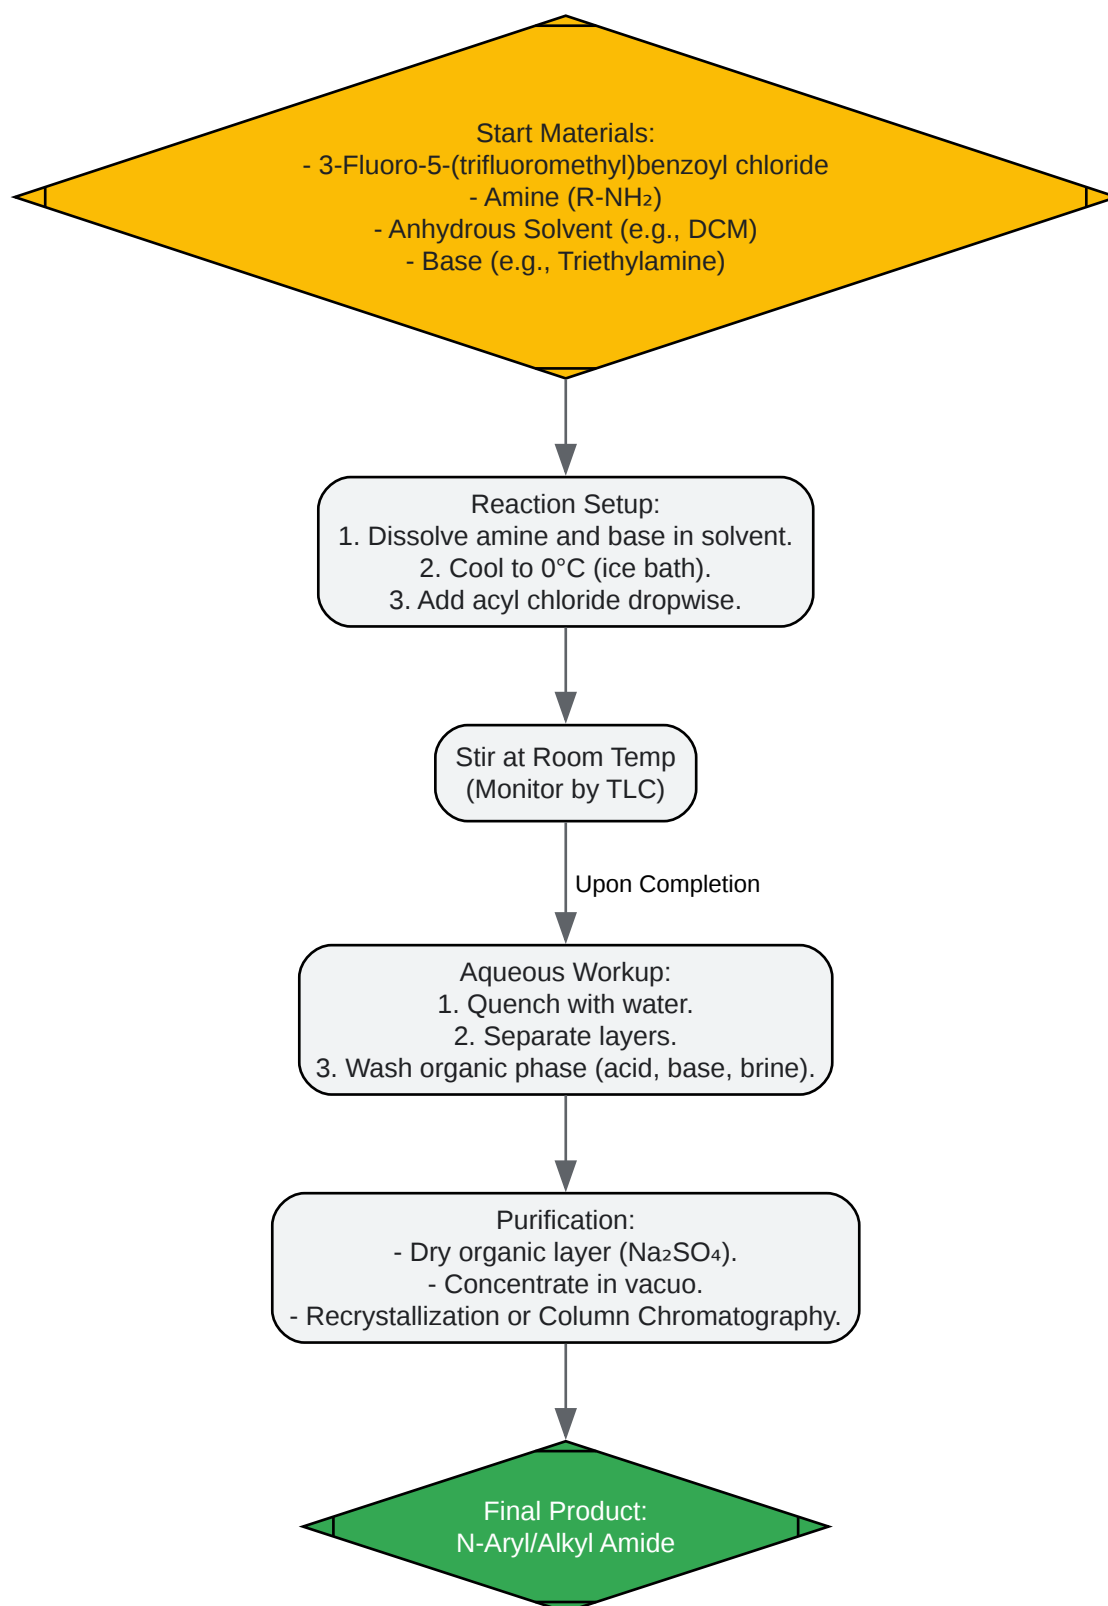 Start Materials:
- 3-Fluoro-5-(trifluoromethyl)benzoyl chloride
- Amine (R-NH₂)
- Anhydrous Solvent (e.g., DCM)
- Base (e.g., Triethylamine)
Reaction Setup:
1. Dissolve amine and base in solvent.
2. Cool to 0°C (ice bath).
3. Add acyl chloride dropwise.
Stir at Room Temp
(Monitor by TLC)
Upon Completion
Aqueous Workup:
1. Quench with water.
2. Separate layers.
3. Wash organic phase (acid, base, brine).
Purification:
- Dry organic layer (Na₂SO₄).
- Concentrate in vacuo.
- Recrystallization or Column Chromatography.
Final Product:
N-Aryl/Alkyl Amide